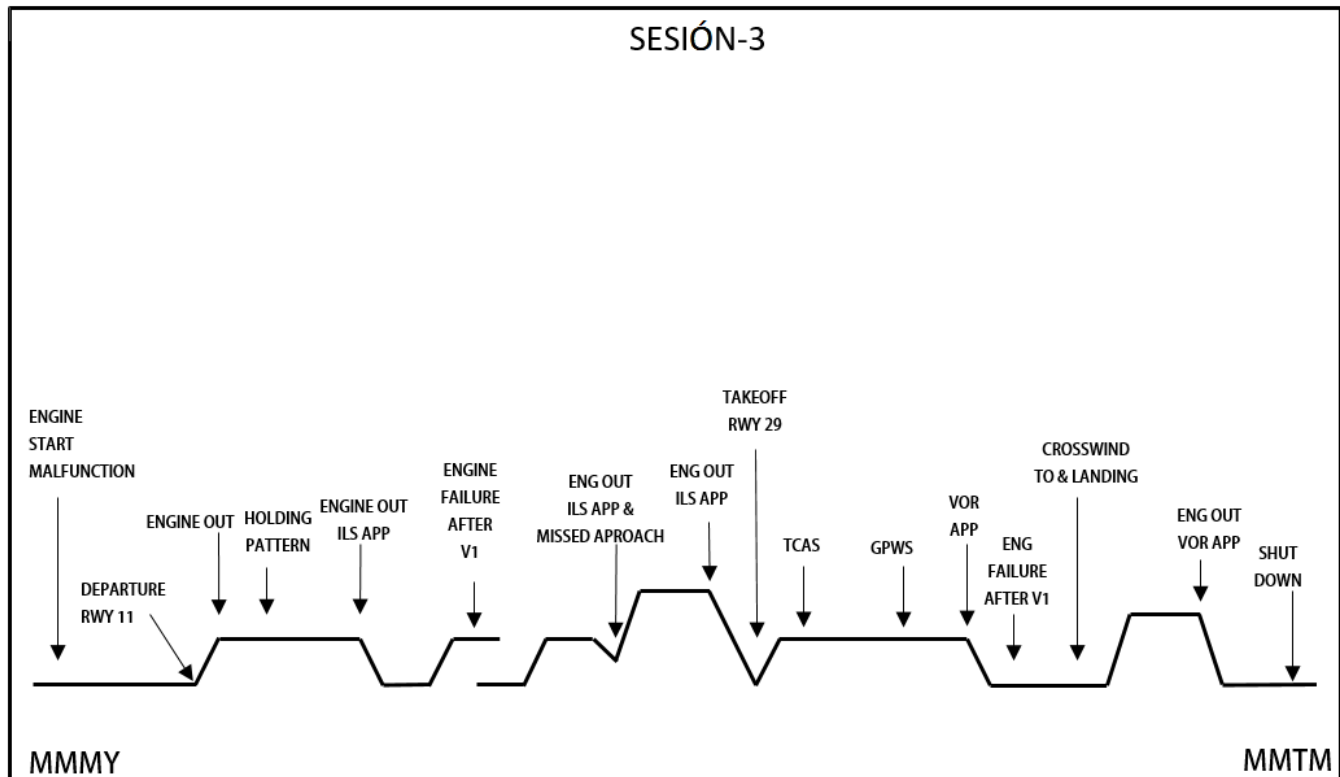 SESIÓN-3
ENGINE
START
MALFUNCTION
DEPARTURE
RWY 11
ENGINE OUT
HOLDING
PATTERN
ENGINE OUT
ILS APP
ENGINE
FAILURE
AFTER
V1
ENG OUT
ILS APP &
MISSED APROACH
ENG OUT
ILS APP
TAKEOFF
RWY 29
TCAS
GPWS
VOR
APP
ENG
FAILURE
AFTER V1
CROSSWIND
TO & LANDING
ENG OUT
VOR APP
SHUT
DOWN
MMMY
MMTM